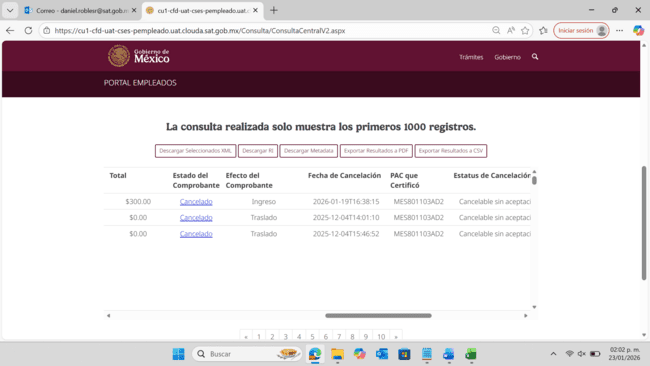 Correo - daniel.roblesr@sat.gob.m
cu1-cfd-uat-cses-pempleado.uat.
https://cu1-cfd-uat-cses-pempleado.uat.clouda.sat.gob.mx/Consulta/ConsultaCentralV2.aspx
Iniciar sesión
Gobierno de
México
Trámites
Gobierno
PORTAL EMPLEADOS
La consulta realizada solo muestra los primeros 1000 registros.
Descargar Seleccionados XML
Descargar RI
Descargar Metadata
Exportar Resultados a PDF
Exportar Resultados a CSV
Total Estado del Comprobante Efecto del Comprobante Fecha de Cancelación PAC que Certificó Estatus de Cancelación
$300.00 Cancelado Ingreso 2026-01-19T16:38:15 MES801103AD2 Cancelable sin aceptaci
$0.00 Cancelado Traslado 2025-12-04T14:01:10 MES801103AD2 Cancelable sin aceptaci
$0.00 Cancelado Traslado 2025-12-04T15:46:52 MES801103AD2 Cancelable sin aceptaci
« 1 2 3 4 5 6 7 8 9 10 »
Buscar
02:02 p. m.
23/01/2026